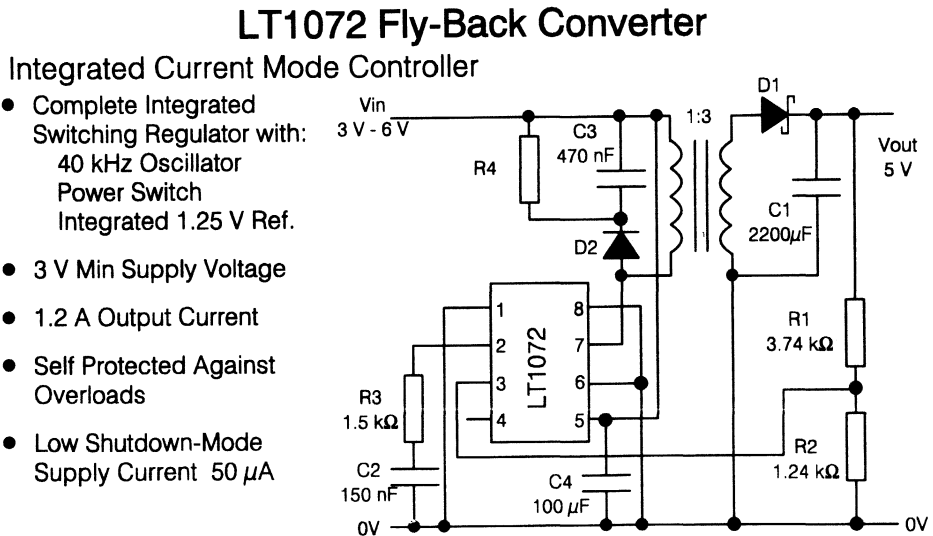 LT1072 Fly-Back Converter
Integrated Current Mode Controller
● Complete Integrated
Switching Regulator with:
40 kHz Oscillator
Power Switch
Integrated 1.25 V Ref.
● 3 V Min Supply Voltage
● 1.2 A Output Current
● Self Protected Against
Overloads
● Low Shutdown-Mode
Supply Current 50 µA
Vin
3 V - 6 V
R4
C3
470 nF
D2
1:3
D1
Vout
5 V
C1
2200µF
1
2
3
4
LT1072
8
7
6
5
R1
3.74 kΩ
R3
1.5 kΩ
C2
150 nF
C4
100 µF
R2
1.24 kΩ
0V
0V